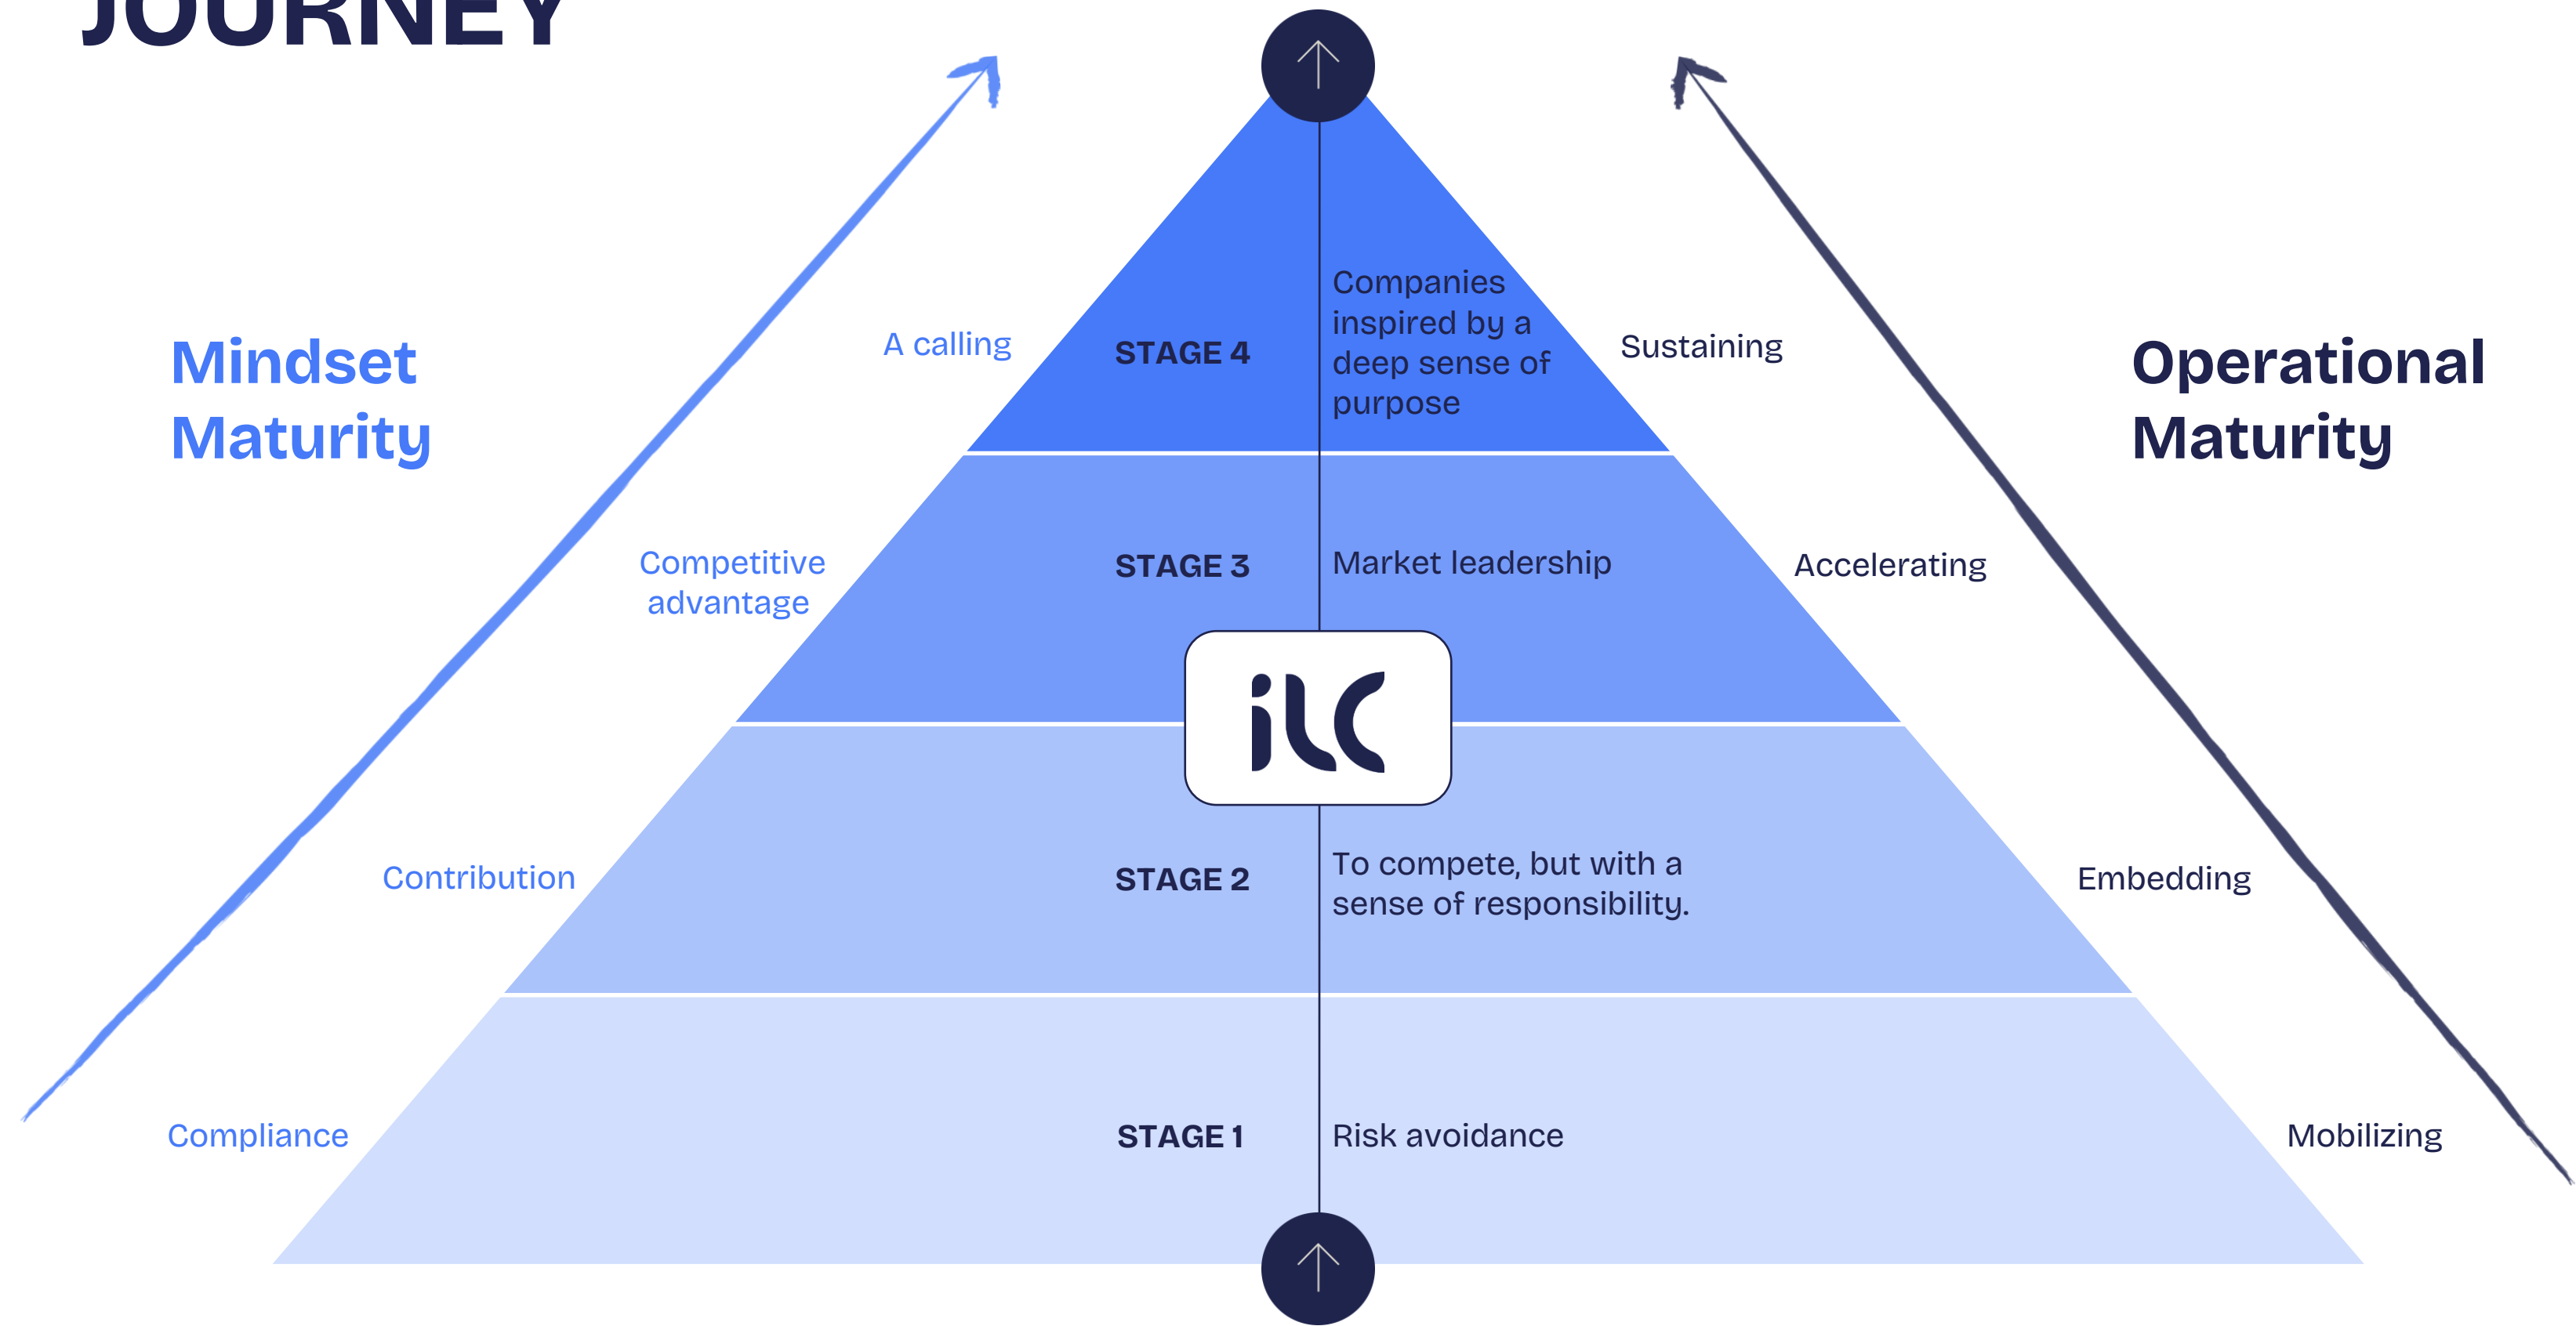 JOURNEY
Mindset
Maturity
Operational
Maturity
A calling
STAGE 4
Companies
inspired by a
deep sense of
purpose
Sustaining
Competitive
advantage
STAGE 3
Market leadership
Accelerating
iLC
Contribution
STAGE 2
To compete, but with a
sense of responsibility.
Embedding
Compliance
STAGE 1
Risk avoidance
Mobilizing